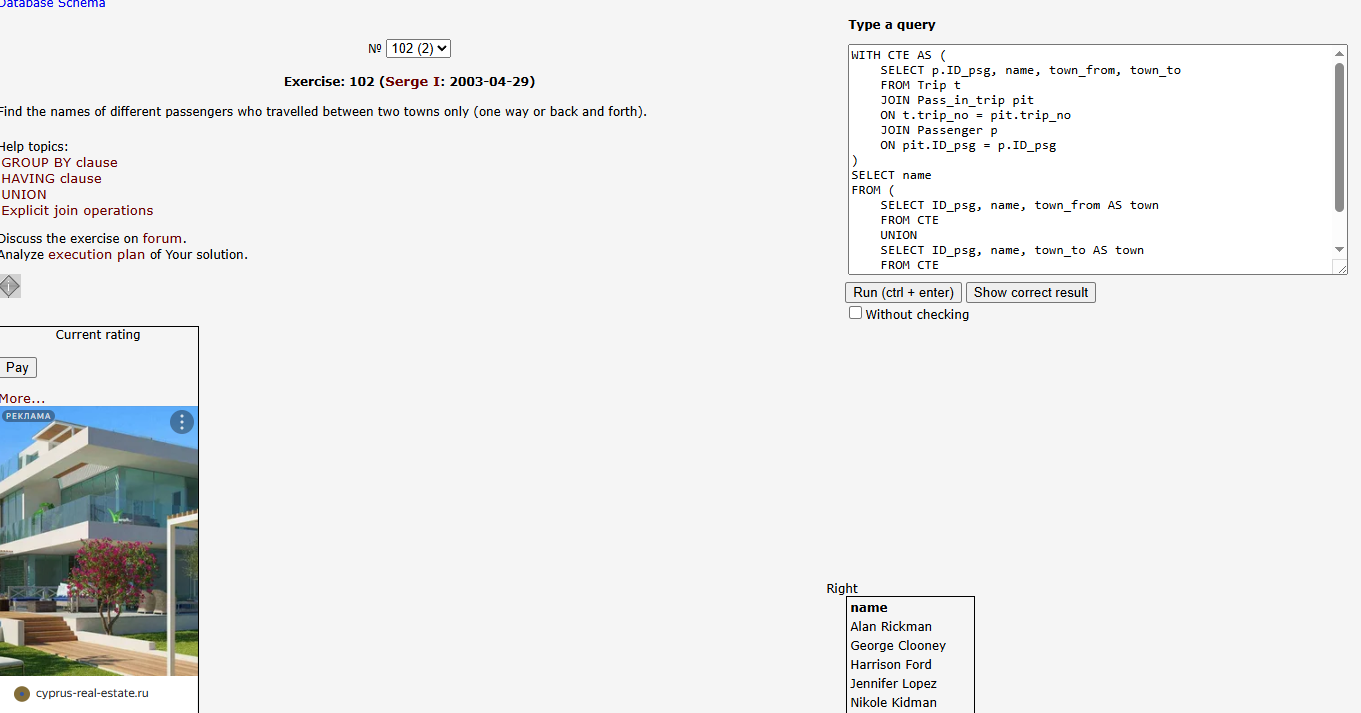 Database Schema
№ 102 (2)
Exercise: 102 (Serge I: 2003-04-29)
Find the names of different passengers who travelled between two towns only (one way or back and forth).
Help topics:
GROUP BY clause
HAVING clause
UNION
Explicit join operations
Discuss the exercise on forum.
Analyze execution plan of Your solution.
Current rating
Pay
More...
РЕКЛАМА
cyprus-real-estate.ru
Type a query
WITH CTE AS (
    SELECT p.ID_psg, name, town_from, town_to
    FROM Trip t
    JOIN Pass_in_trip pit
    ON t.trip_no = pit.trip_no
    JOIN Passenger p
    ON pit.ID_psg = p.ID_psg
)
SELECT name
FROM (
    SELECT ID_psg, name, town_from AS town
    FROM CTE
    UNION
    SELECT ID_psg, name, town_to AS town
    FROM CTE
Run (ctrl + enter) Show correct result
Without checking
Right
name
Alan Rickman
George Clooney
Harrison Ford
Jennifer Lopez
Nikole Kidman